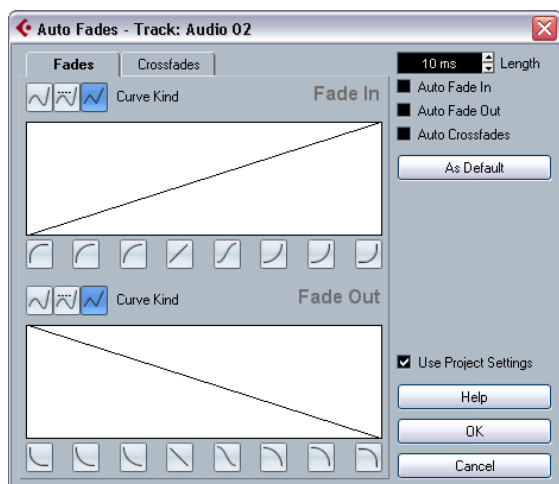 Auto Fades - Track: Audio 02
Fades
Crossfades
10 ms
Length
Curve Kind
Fade In
Auto Fade In
Auto Fade Out
Auto Crossfades
As Default
Curve Kind
Fade Out
Use Project Settings
Help
OK
Cancel